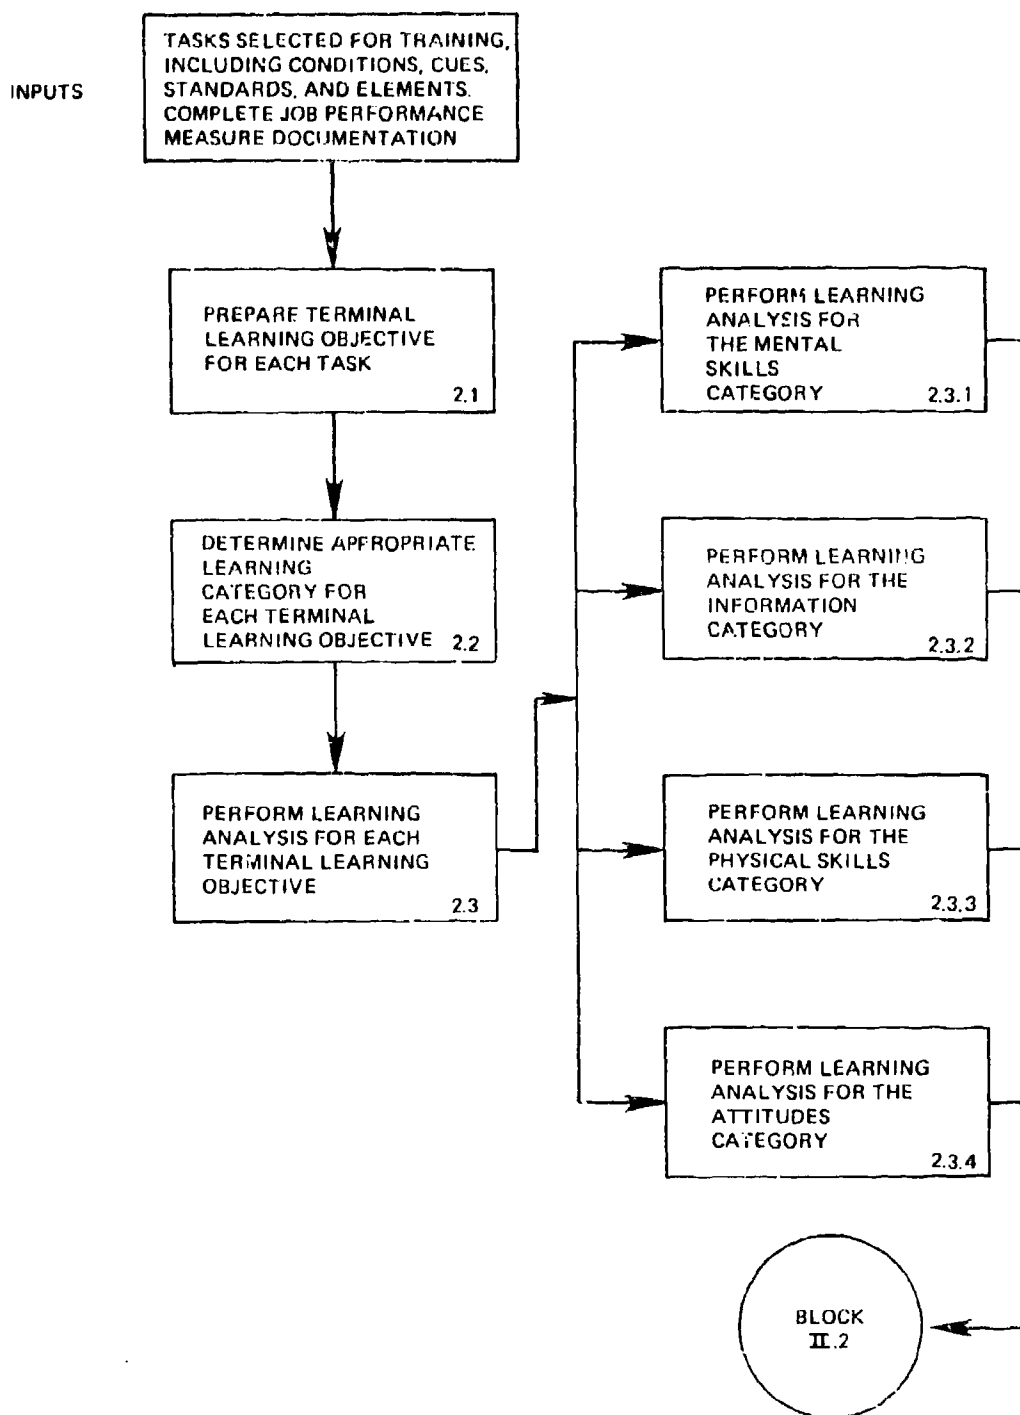 INPUTS
TASKS SELECTED FOR TRAINING,
INCLUDING CONDITIONS, CUES,
STANDARDS, AND ELEMENTS.
COMPLETE JOB PERFORMANCE
MEASURE DOCUMENTATION
PREPARE TERMINAL
LEARNING OBJECTIVE
FOR EACH TASK
2.1
DETERMINE APPROPRIATE
LEARNING
CATEGORY FOR
EACH TERMINAL
LEARNING OBJECTIVE 2.2
PERFORM LEARNING
ANALYSIS FOR EACH
TERMINAL LEARNING
OBJECTIVE
2.3
PERFORM LEARNING
ANALYSIS FOR
THE MENTAL
SKILLS
CATEGORY 2.3.1
PERFORM LEARNING
ANALYSIS FOR THE
INFORMATION
CATEGORY
2.3.2
PERFORM LEARNING
ANALYSIS FOR THE
PHYSICAL SKILLS
CATEGORY
2.3.3
PERFORM LEARNING
ANALYSIS FOR THE
ATTITUDES
CATEGORY
2.3.4
BLOCK
II.2